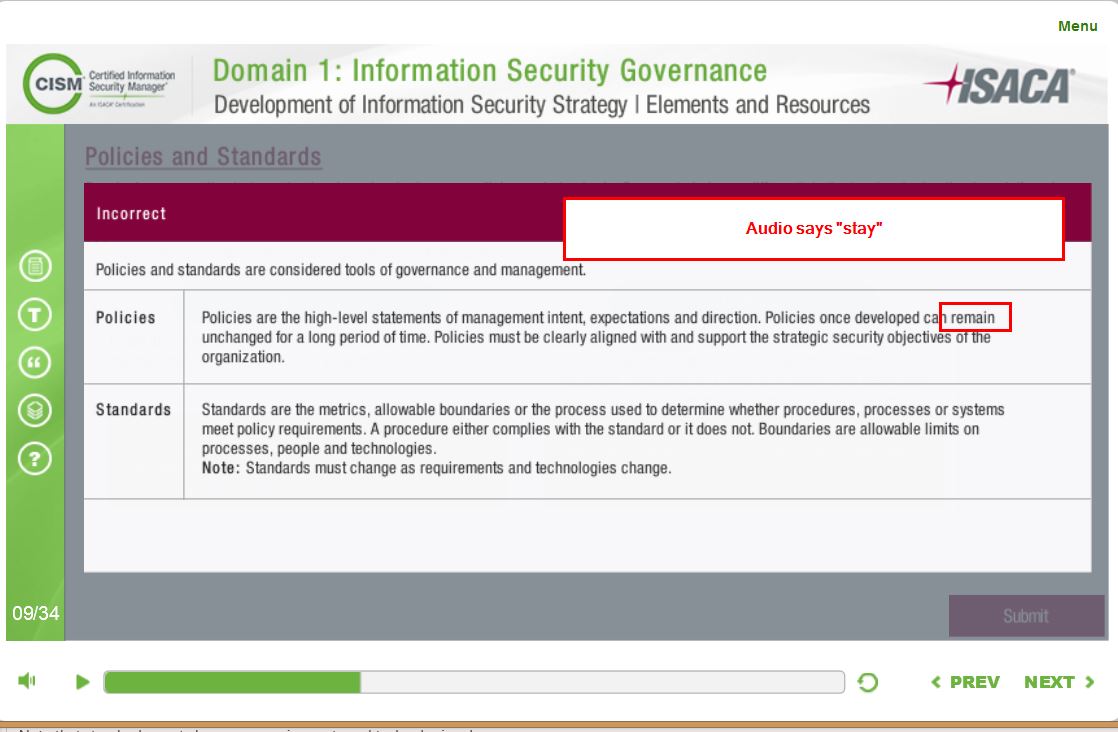 Menu
CISM
Certified Information
Security Manager®
An ISACA® Certification
Domain 1: Information Security Governance
Development of Information Security Strategy | Elements and Resources
ISACA®
Policies and Standards
Incorrect
Audio says "stay"
Policies and standards are considered tools of governance and management.
Policies
Policies are the high-level statements of management intent, expectations and direction. Policies once developed can remain
unchanged for a long period of time. Policies must be clearly aligned with and support the strategic security objectives of the
organization.
Standards
Standards are the metrics, allowable boundaries or the process used to determine whether procedures, processes or systems
meet policy requirements. A procedure either complies with the standard or it does not. Boundaries are allowable limits on
processes, people and technologies.
Note: Standards must change as requirements and technologies change.
T
“
?
09/34
Submit
PREV
NEXT